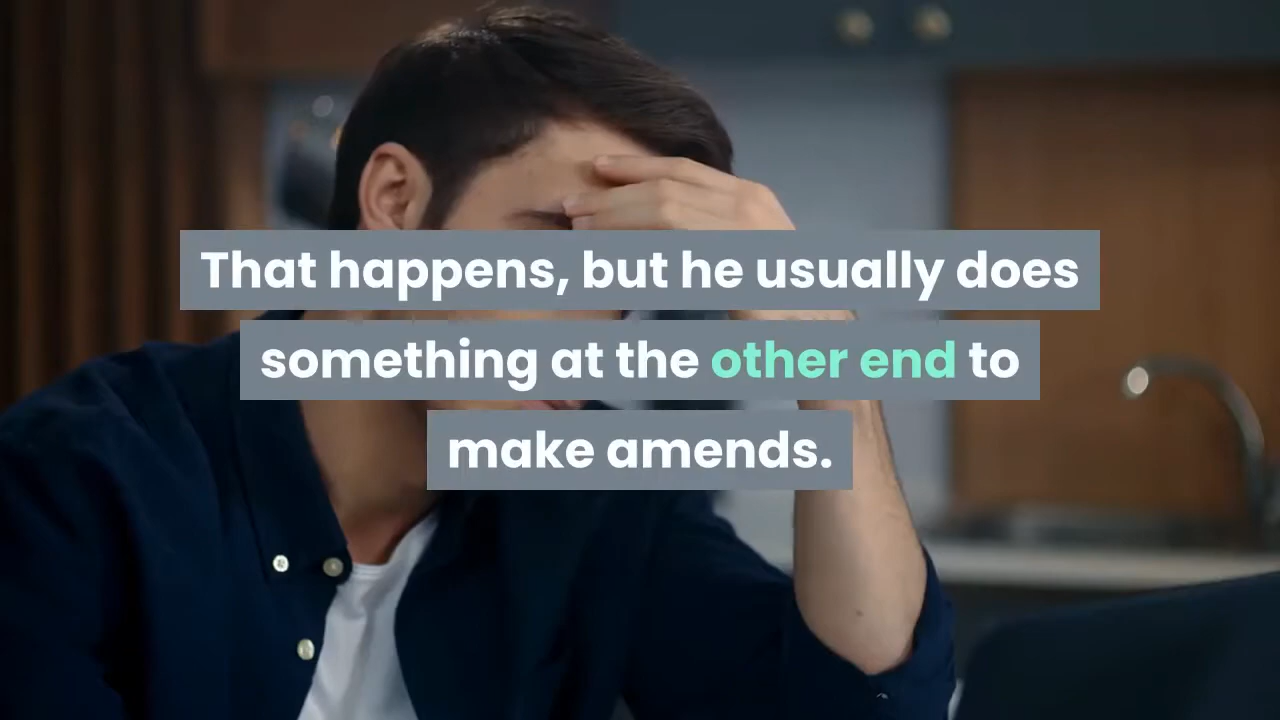 That happens, but he usually does
something at the other end to
make amends.